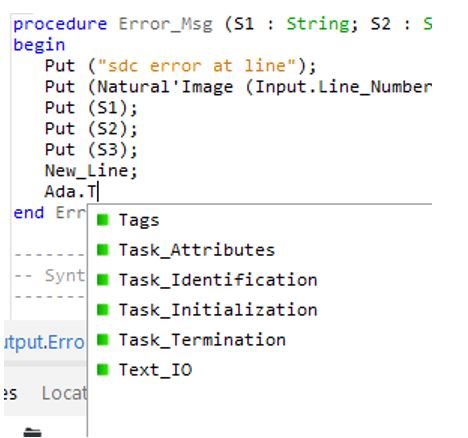 procedure Error_Msg (S1 : String; S2 : S
begin
Put ("sdc error at line");
Put (Natural'Image (Input.Line_Number
Put (S1);
Put (S2);
Put (S3);
New_Line;
Ada.T
end Err
Tags
Task_Attributes
---------
-- Synt
Task_Identification
---------
Task_Initialization
utput.Erro
Task_Termination
es Locat
Text_IO